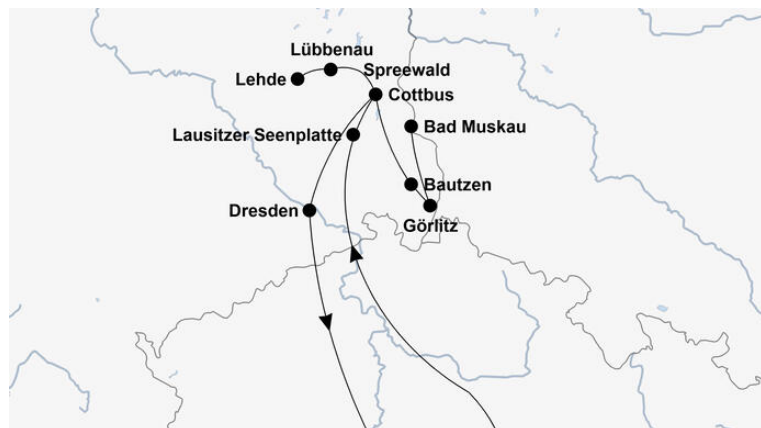 Lübbenau
Lehde
Spreewald
Cottbus
Lausitzer Seenplatte
Bad Muskau
Bautzen
Dresden
Görlitz